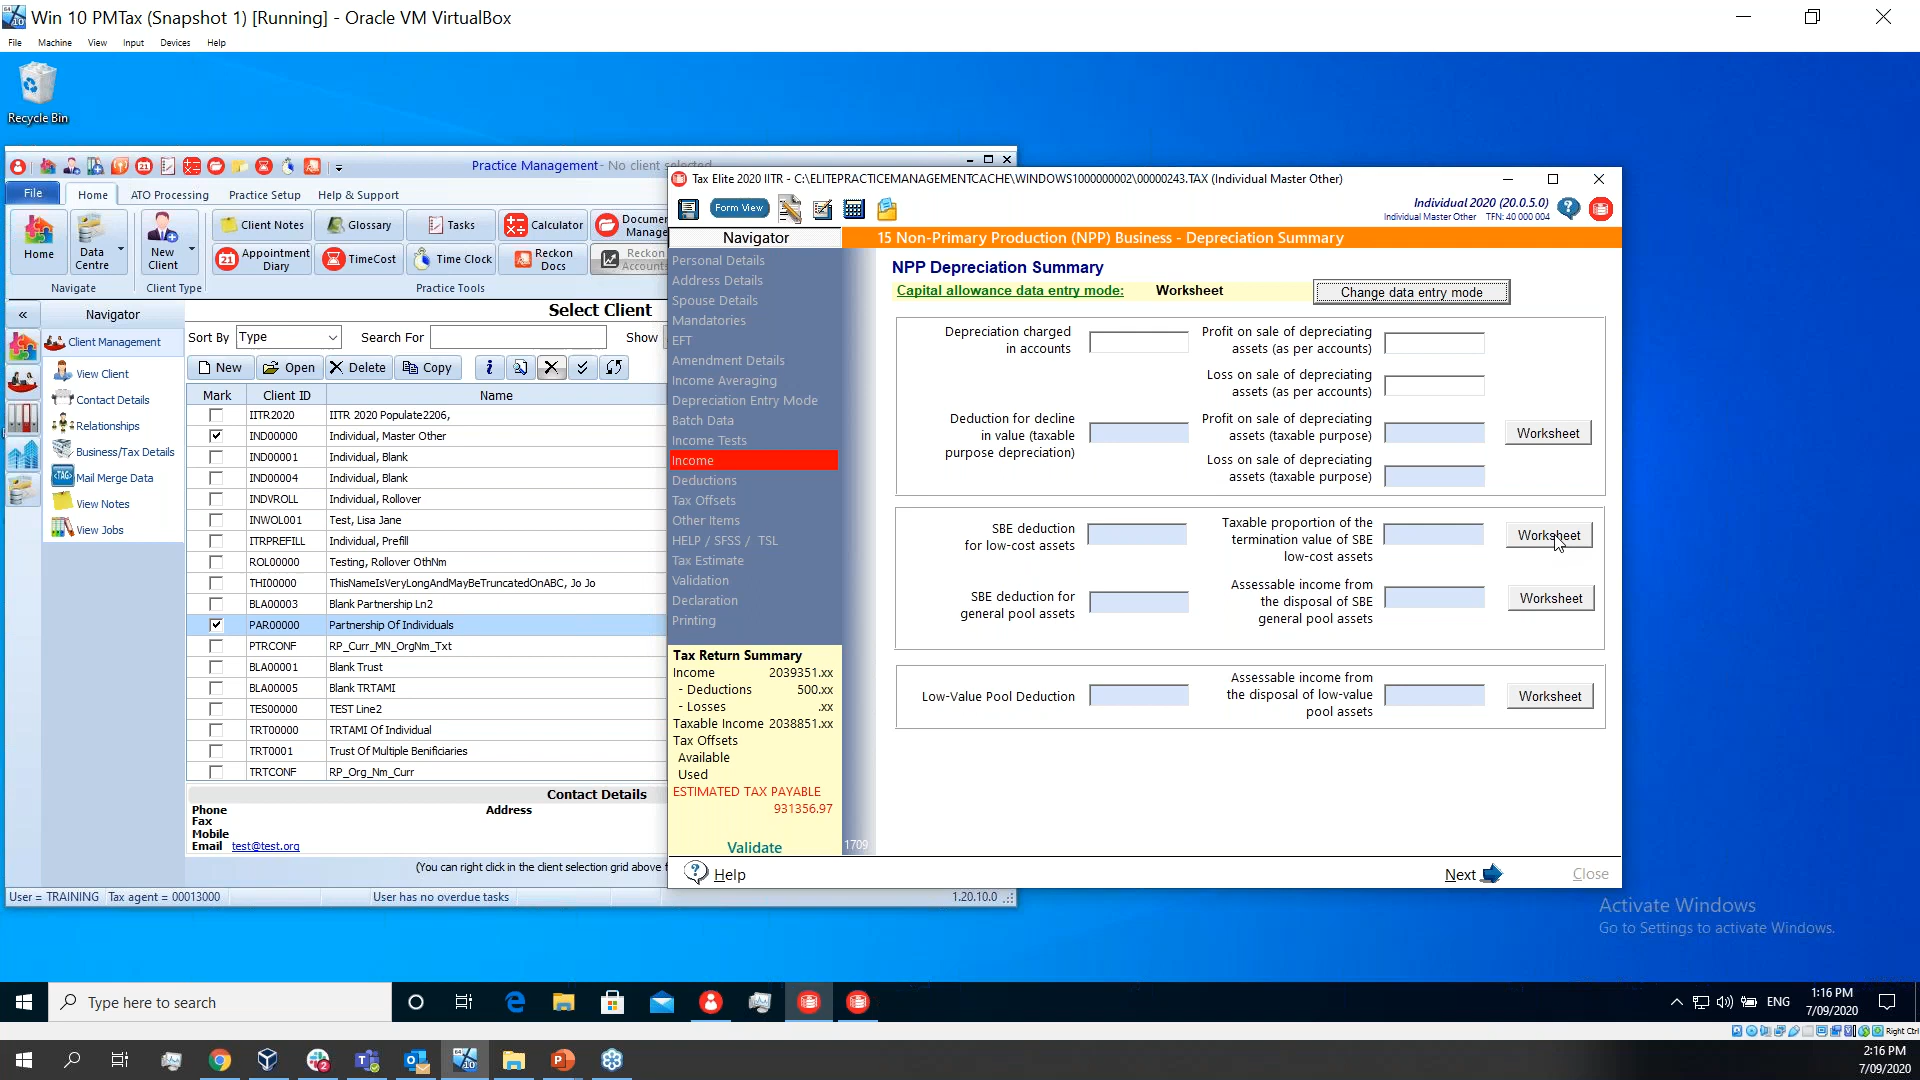 Win 10 PMTax (Snapshot 1) [Running] - Oracle VM VirtualBox
File Machine View Input Devices Help
Recycle Bin
Practice Management - No client selected
File Home ATO Processing Practice Setup Help & Support
Home
Data Centre
New Client
Client Notes
Glossary
Tasks
Calculator
Appointment Diary
TimeCost
Time Clock
Reckon Docs
Navigate Client Type Practice Tools
Navigator
Client Management
View Client
Contact Details
Relationships
Business/Tax Details
Mail Merge Data
View Notes
View Jobs
Select Client
Sort By Type Search For Show
New Open Delete Copy
Mark Client ID Name
IITR2020 IITR 2020 Populate2206,
IND00000 Individual, Master Other
IND00001 Individual, Blank
IND00004 Individual, Blank
INDVROLL Individual, Rollover
INWOL001 Test, Lisa Jane
ITRPREFILL Individual, Prefill
ROL00000 Testing, Rollover OthNm
THI00000 ThisNameIsVeryLongAndMayBeTruncatedOnABC, Jo Jo
BLA00003 Blank Partnership Ln2
PAR00000 Partnership Of Individuals
PTRCONF RP_Curr_MN_OrgNm_Txt
BLA00001 Blank Trust
BLA00005 Blank TRTAMI
TES00000 TEST Line2
TRT00000 TRTAMI Of Individual
TRT0001 Trust Of Multiple Benificiaries
TRTCONF RP_Org_Nm_Curr
Contact Details
Phone Address
Fax
Mobile
Email test@test.org
(You can right click in the client selection grid above
User = TRAINING Tax agent = 00013000 User has no overdue tasks 1.20.10.0
Tax Elite 2020 IITR - C:\ELITEPRACTICEMANAGEMENTCACHE\WINDOWS1000000002\00000243.TAX (Individual Master Other)
Form View
Individual 2020 (20.0.5.0)
Individual Master Other TFN: 40 000 004
Navigator
15 Non-Primary Production (NPP) Business - Depreciation Summary
Personal Details
Address Details
Spouse Details
Mandatories
EFT
Amendment Details
Income Averaging
Depreciation Entry Mode
Batch Data
Income Tests
Income
Deductions
Tax Offsets
Other Items
HELP / SFSS / TSL
Tax Estimate
Validation
Declaration
Printing
Tax Return Summary
Income 2039351.xx
- Deductions 500.xx
- Losses .xx
Taxable Income 2038851.xx
Tax Offsets
Available
Used
ESTIMATED TAX PAYABLE
931356.97
Validate
1709
NPP Depreciation Summary
Capital allowance data entry mode: Worksheet Change data entry mode
Depreciation charged in accounts
Profit on sale of depreciating assets (as per accounts)
Loss on sale of depreciating assets (as per accounts)
Deduction for decline in value (taxable purpose depreciation)
Profit on sale of depreciating assets (taxable purpose)
Worksheet
Loss on sale of depreciating assets (taxable purpose)
SBE deduction for low-cost assets
Taxable proportion of the termination value of SBE low-cost assets
Worksheet
SBE deduction for general pool assets
Assessable income from the disposal of SBE general pool assets
Worksheet
Low-Value Pool Deduction
Assessable income from the disposal of low-value pool assets
Worksheet
Help Next Close
Activate Windows
Go to Settings to activate Windows.
Type here to search
ENG
1:16 PM
7/09/2020
Right Ctrl
2:16 PM
7/09/2020